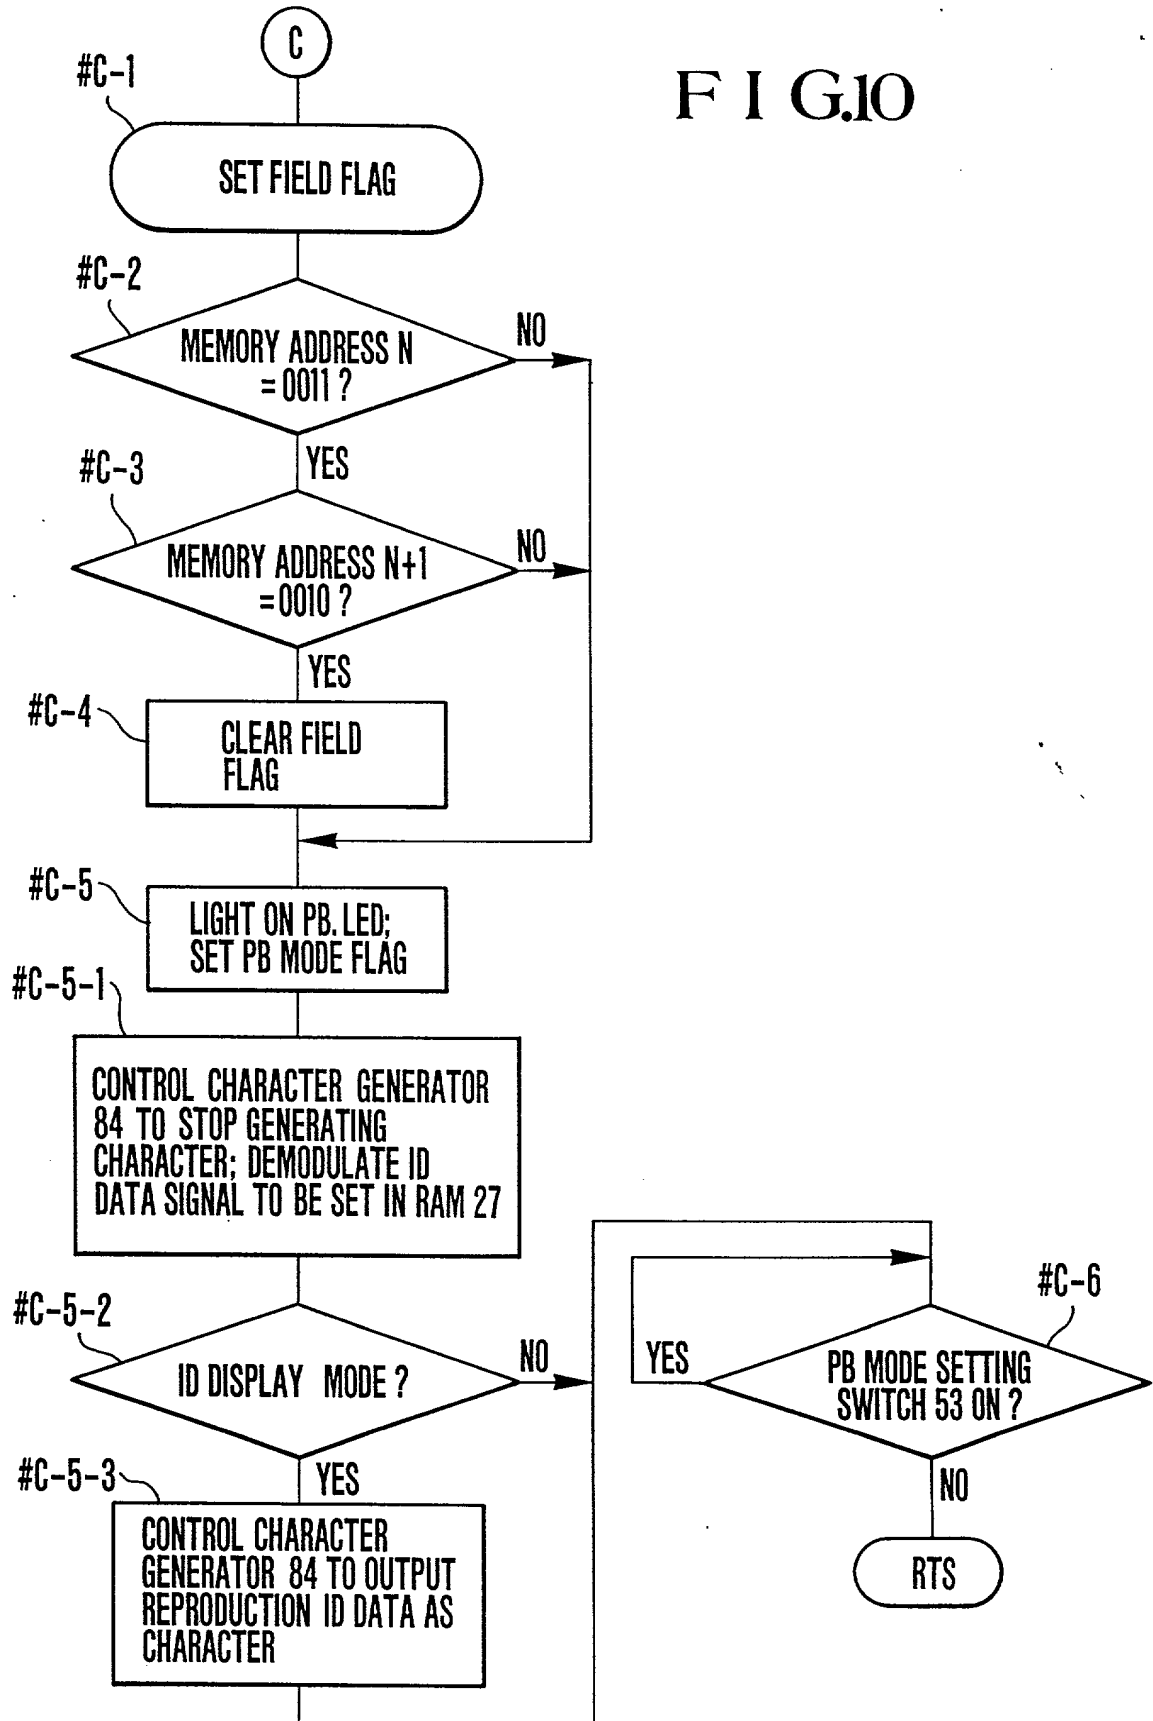 C
FIG.10
#C-1
SET FIELD FLAG
#C-2
MEMORY ADDRESS N
=0011?
NO
YES
#C-3
MEMORY ADDRESS N+1
=0010?
NO
YES
#C-4
CLEAR FIELD
FLAG
#C-5
LIGHT ON PB. LED;
SET PB MODE FLAG
#C-5-1
CONTROL CHARACTER GENERATOR
84 TO STOP GENERATING
CHARACTER; DEMODULATE ID
DATA SIGNAL TO BE SET IN RAM 27
#C-5-2
ID DISPLAY MODE?
NO
YES
#C-5-3
CONTROL CHARACTER
GENERATOR 84 TO OUTPUT
REPRODUCTION ID DATA AS
CHARACTER
#C-6
PB MODE SETTING
SWITCH 53 ON?
YES
NO
RTS